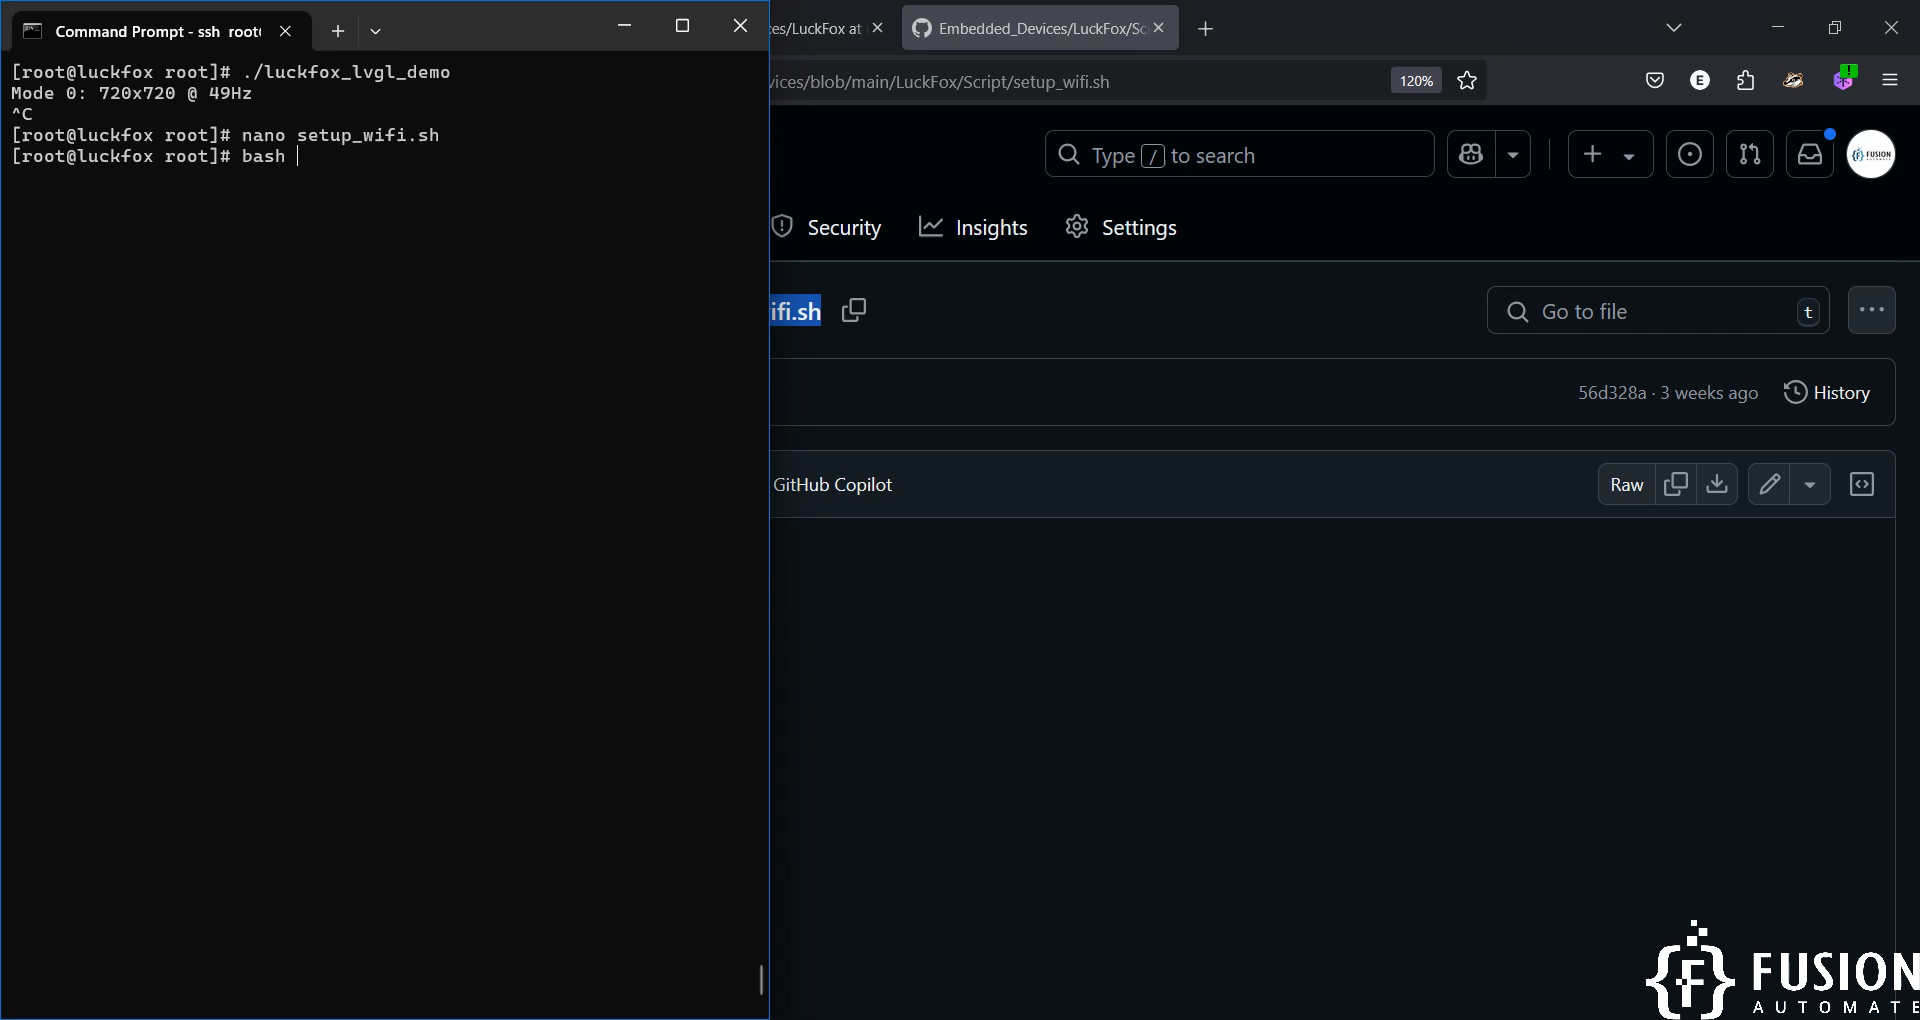 Command Prompt - ssh root
[root@luckfox root]# ./luckfox_lvgl_demo
Mode 0: 720x720 @ 49Hz
^C
[root@luckfox root]# nano setup_wifi.sh
[root@luckfox root]# bash
es/LuckFox at
Embedded_Devices/LuckFox/Sc
vices/blob/main/LuckFox/Script/setup_wifi.sh
120%
E
Type / to search
FUSION
Security
Insights
Settings
ifi.sh
Go to file
t
56d328a · 3 weeks ago
History
GitHub Copilot
Raw
{F} FUSION
AUTOMATE